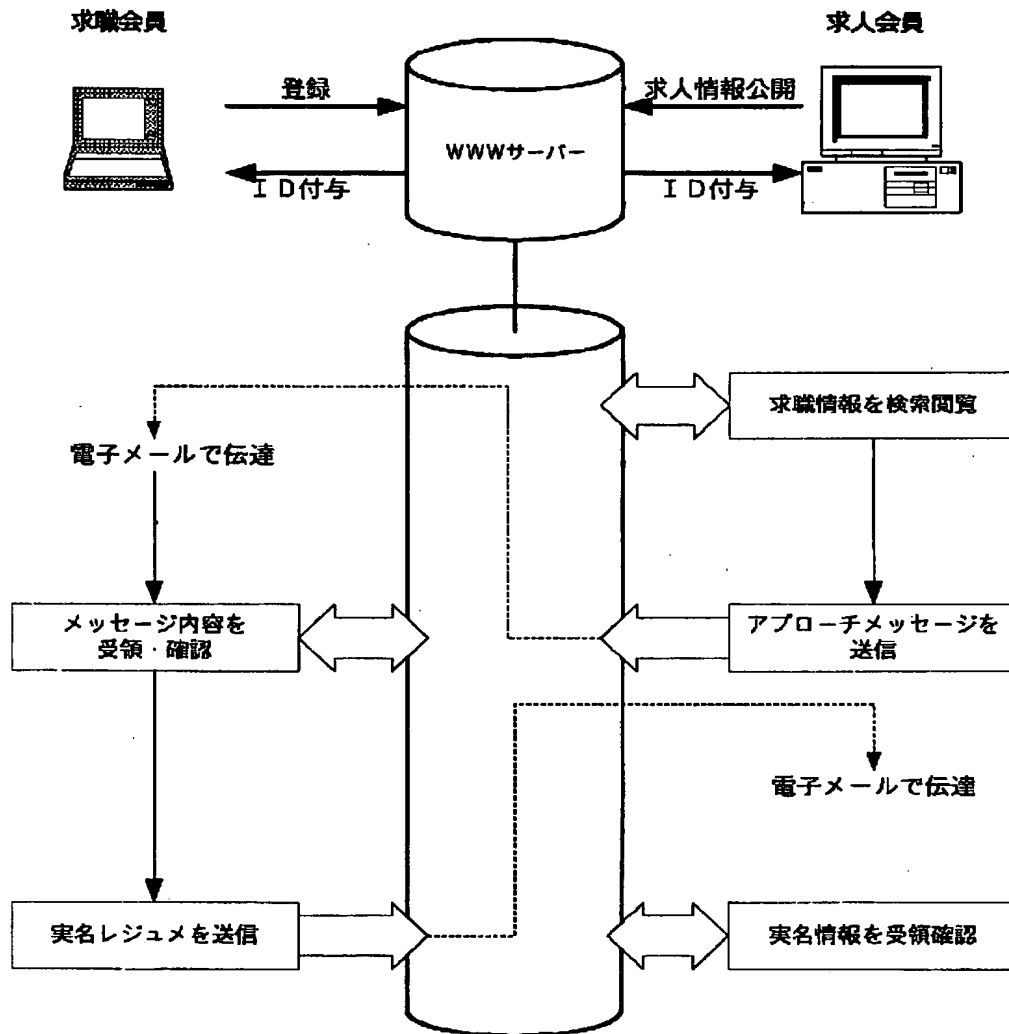 求職会員
求人会員
登録
求人情報公開
WWWサーバー
ID付与
ID付与
求職情報を検索閲覧
電子メールで伝達
メッセージ内容を
受領・確認
アプローチメッセージを
送信
電子メールで伝達
実名レジュメを送信
実名情報を受領確認